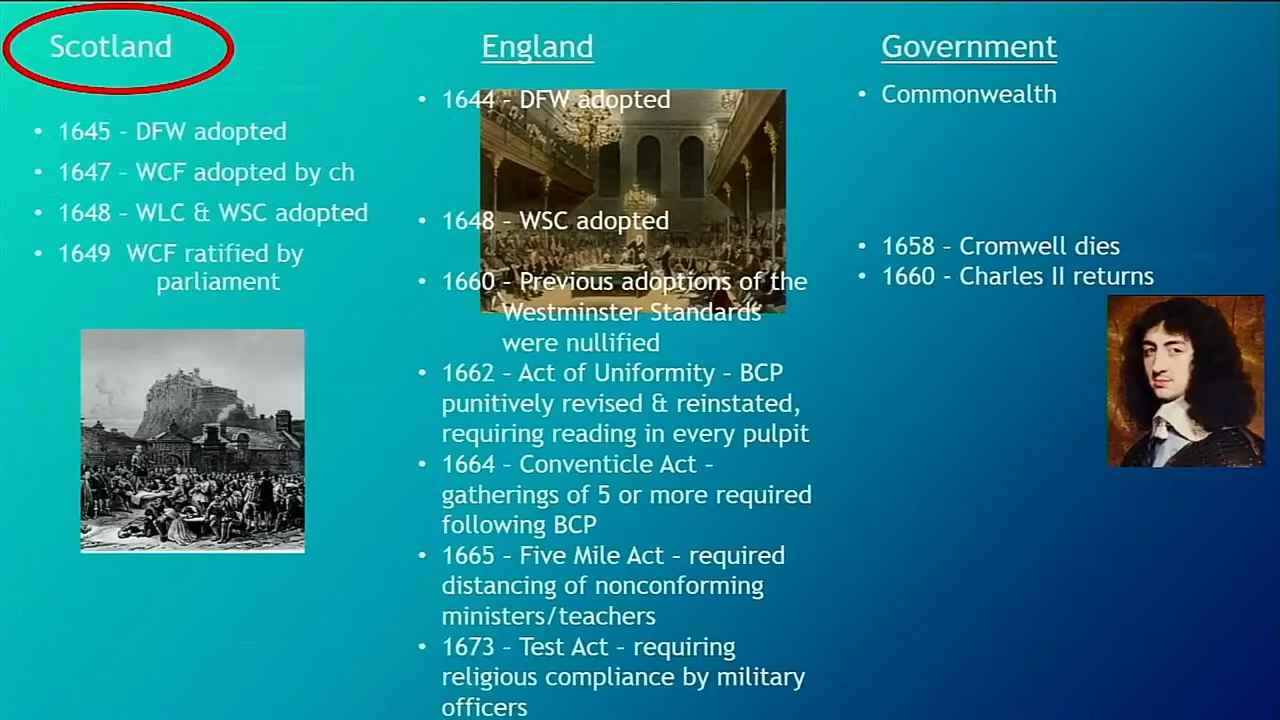 Scotland
• 1645 – DFW adopted
• 1647 – WCF adopted by ch
• 1648 – WLC & WSC adopted
• 1649 WCF ratified by
parliament
England
• 1644 – DFW adopted
• 1648 – WSC adopted
• 1660 – Previous adoptions of the
Westminster Standards
were nullified
• 1662 – Act of Uniformity – BCP
punitively revised & reinstated,
requiring reading in every pulpit
• 1664 – Conventicle Act –
gatherings of 5 or more required
following BCP
• 1665 – Five Mile Act – required
distancing of nonconforming
ministers/teachers
• 1673 – Test Act – requiring
religious compliance by military
officers
Government
• Commonwealth
• 1658 – Cromwell dies
• 1660 - Charles II returns